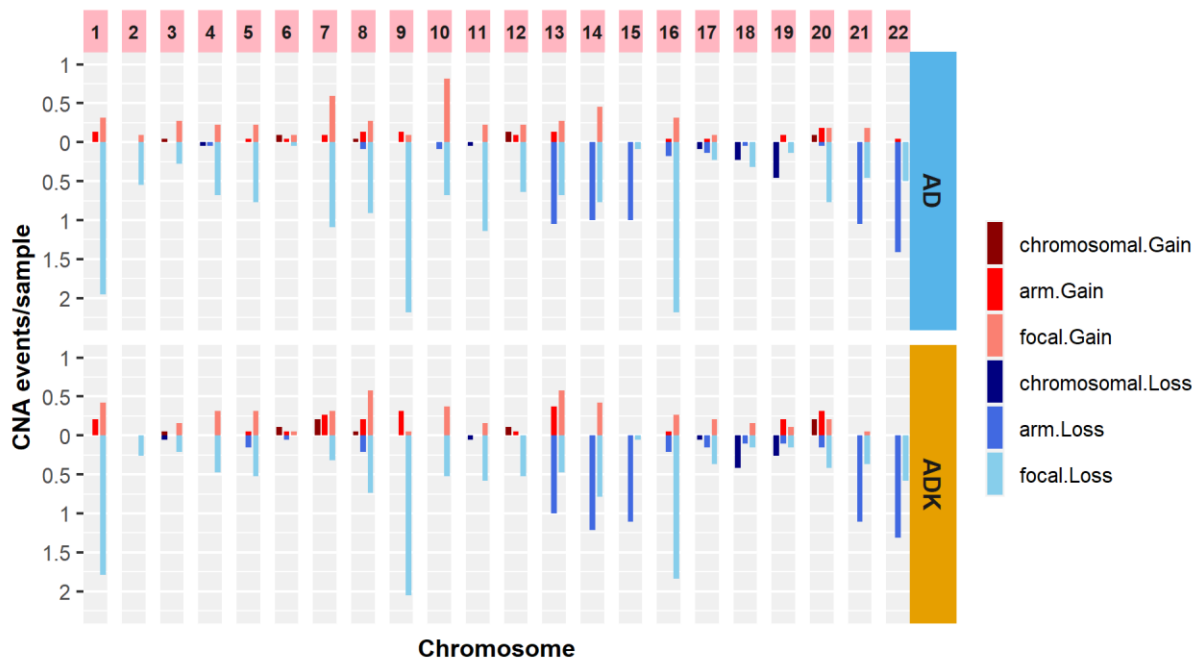 1 2 3 4 5 6 7 8 9 10 11 12 13 14 15 16 17 18 19 20 21 22
CNA events/sample
1
0.5
0
0.5
1
1.5
2
AD
1
0.5
0
0.5
1
1.5
2
ADK
Chromosome
chromosomal.Gain
arm.Gain
focal.Gain
chromosomal.Loss
arm.Loss
focal.Loss